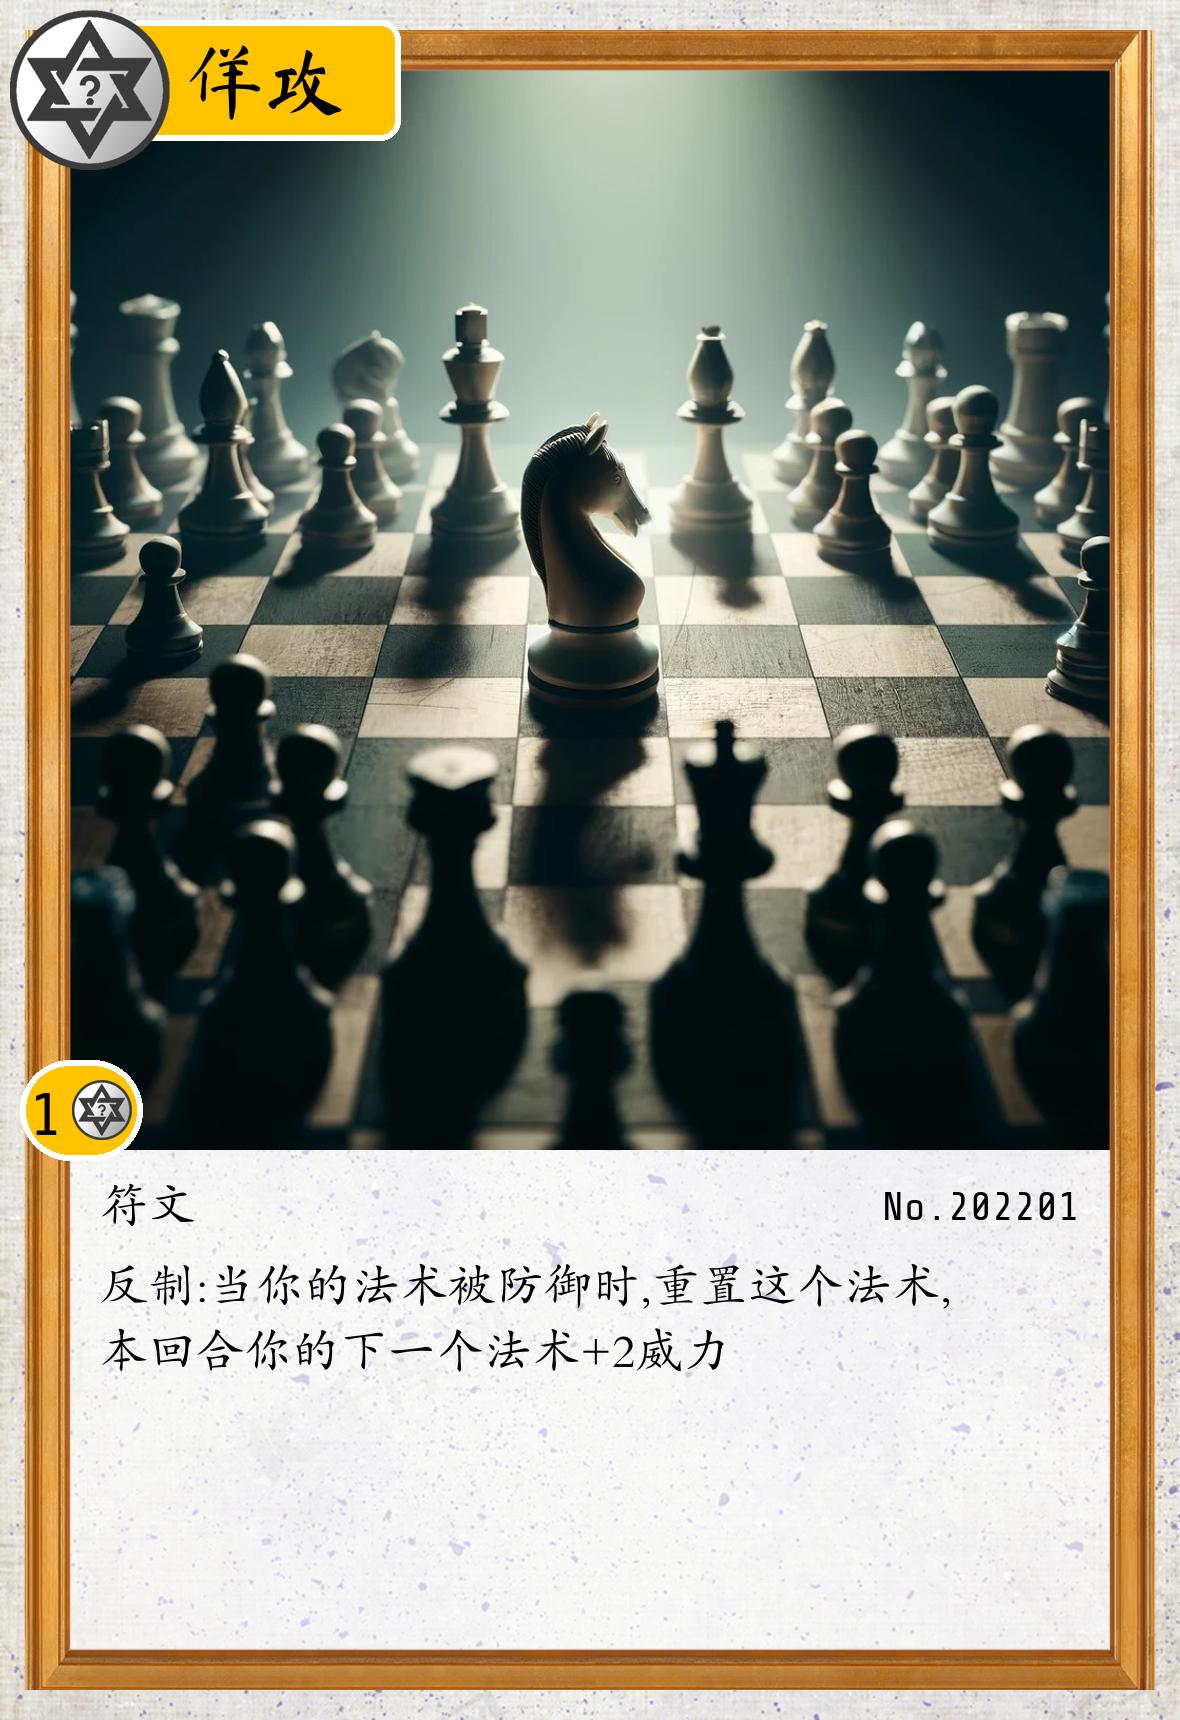 ?
佯攻
1 ?
符文 No.202201
反制:当你的法术被防御时,重置这个法术,
本回合你的下一个法术+2威力